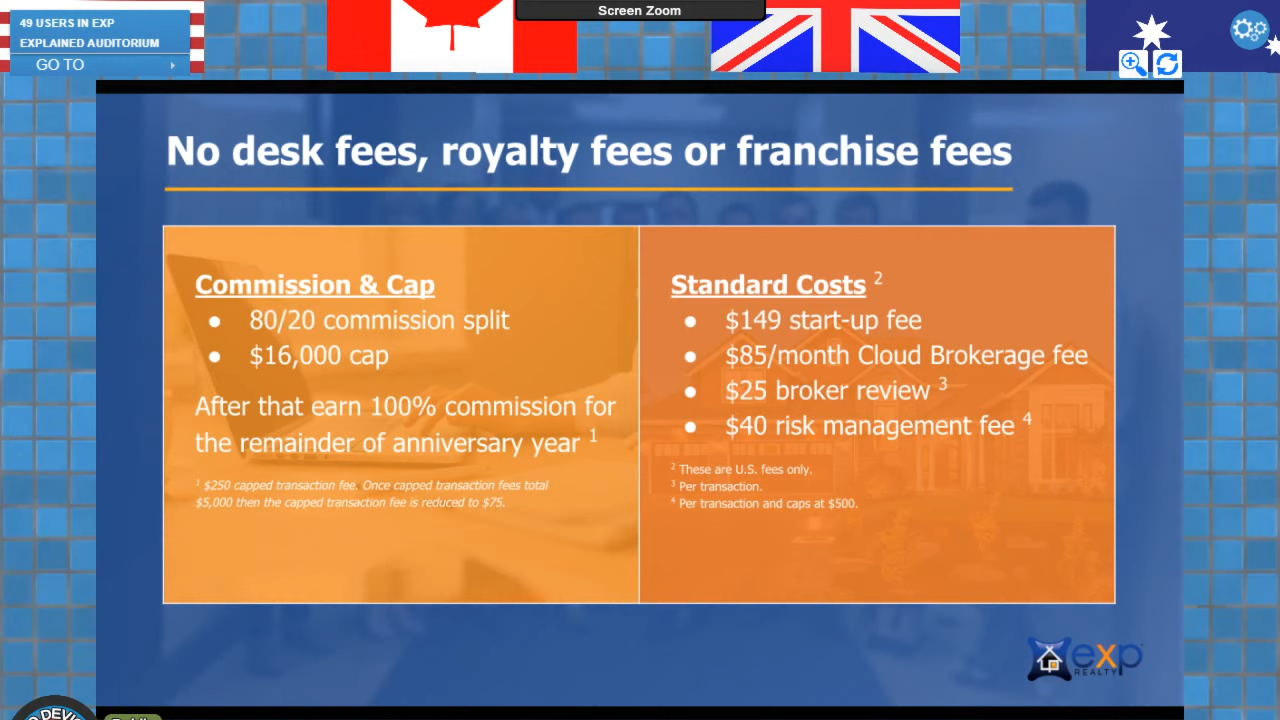 Screen Zoom
49 USERS IN EXP
EXPLAINED AUDITORIUM
GO TO
No desk fees, royalty fees or franchise fees
Commission & Cap
● 80/20 commission split
● $16,000 cap
After that earn 100% commission for
the remainder of anniversary year 1
1 $250 capped transaction fee. Once capped transaction fees total
$5,000 then the capped transaction fee is reduced to $75.
Standard Costs 2
● $149 start-up fee
● $85/month Cloud Brokerage fee
● $25 broker review 3
● $40 risk management fee 4
2 These are U.S. fees only.
3 Per transaction.
4 Per transaction and caps at $500.
exp
REALTY